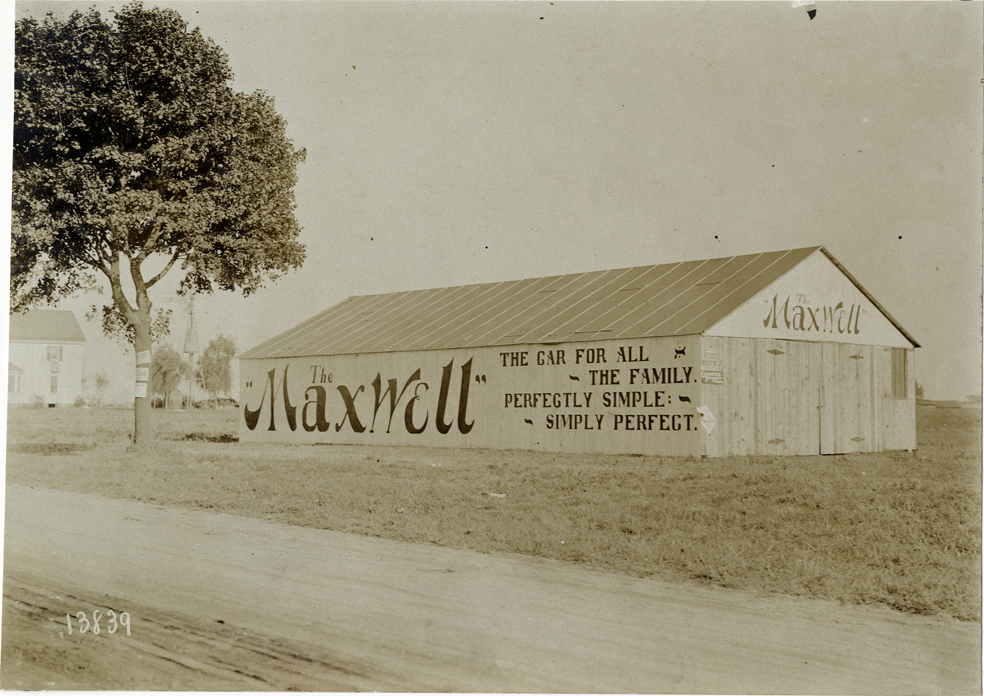 "The
MaxWell"
THE CAR FOR ALL
THE FAMILY.
PERFECTLY SIMPLE:
SIMPLY PERFECT.
"The
MaxWell"
13839